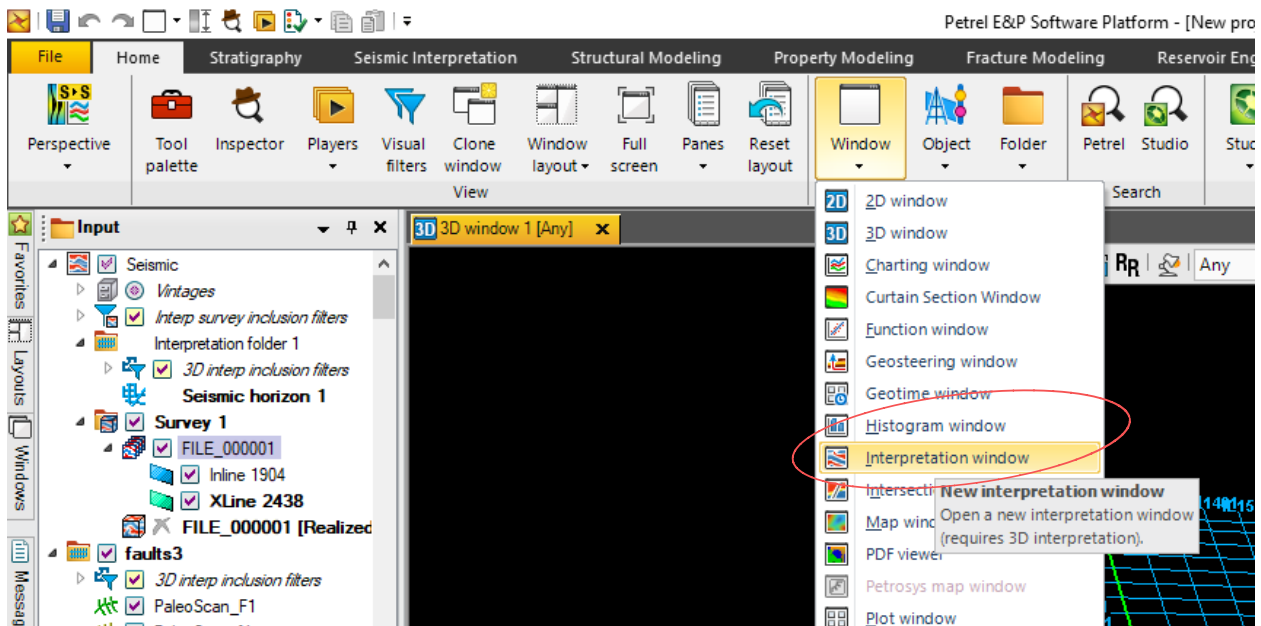 Petrel E&P Software Platform - [New pro
File Home Stratigraphy Seismic Interpretation Structural Modeling Property Modeling Fracture Modeling Reservoir Eng
S S
Perspective Tool palette Inspector Players Visual filters Clone window Window layout Full screen Panes Reset layout Window Object Folder Petrel Studio Stud
View Search
Input
3D 3D window 1 [Any]
Favorites
Layouts
Windows
Messag
Seismic
Vintages
Interp survey inclusion filters
Interpretation folder 1
3D interp inclusion filters
Seismic horizon 1
Survey 1
FILE_000001
Inline 1904
XLine 2438
FILE_000001 [Realized
faults3
3D interp inclusion filters
PaleoScan_F1
2D 2D window
3D 3D window
Charting window
Curtain Section Window
Function window
Geosteering window
Geotime window
Histogram window
Interpretation window
Intersecti
Map wind
PDF viewer
Petrosys map window
Plot window
New interpretation window
Open a new interpretation window
(requires 3D interpretation).
RR Any